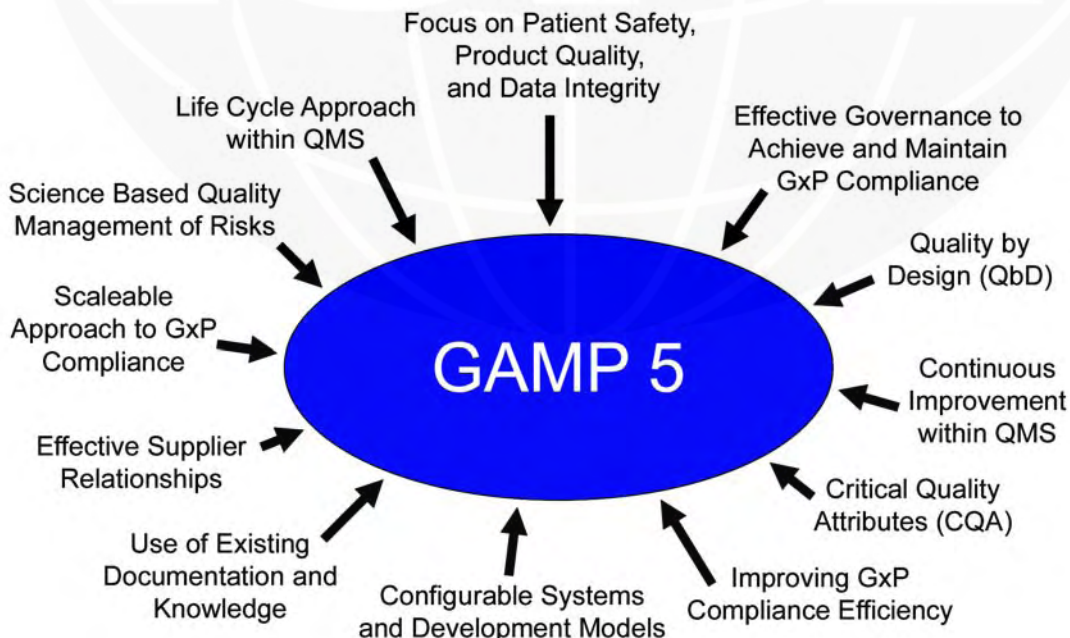 Focus on Patient Safety,
Product Quality,
and Data Integrity
Life Cycle Approach
within QMS
Effective Governance to
Achieve and Maintain
GxP Compliance
Science Based Quality
Management of Risks
Quality by
Design (QbD)
Scaleable
Approach to GxP
Compliance
GAMP 5
Continuous
Improvement
within QMS
Effective Supplier
Relationships
Critical Quality
Attributes (CQA)
Use of Existing
Documentation and
Knowledge
Configurable Systems
and Development Models
Improving GxP
Compliance Efficiency